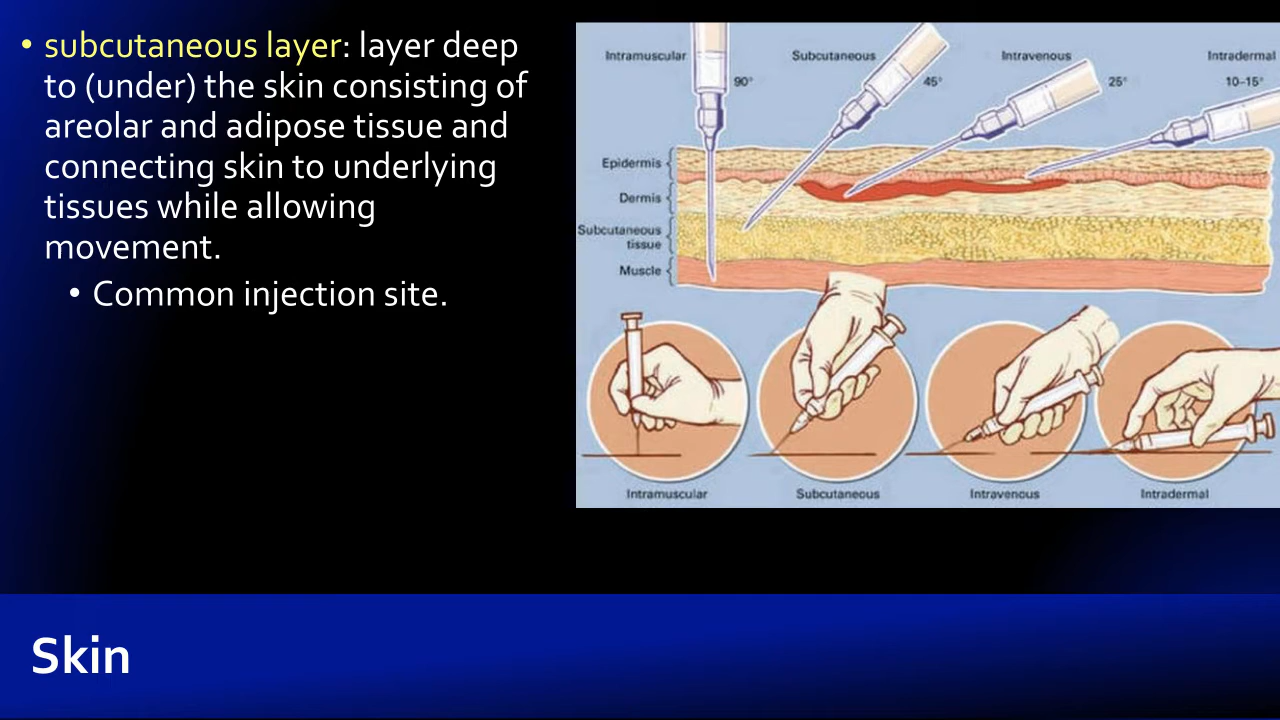 • subcutaneous layer: layer deep
to (under) the skin consisting of
areolar and adipose tissue and
connecting skin to underlying
tissues while allowing
movement.
• Common injection site.
Intramuscular
Subcutaneous
Intravenous
Intradermal
90°
45°
25°
10–15°
Epidermis
Dermis
Subcutaneous
tissue
Muscle
Intramuscular
Subcutaneous
Intravenous
Intradermal
Skin